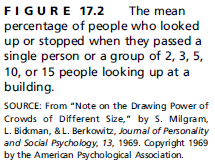 FIGURE 17.2 The mean
percentage of people who looked
up or stopped when they passed a
single person or a group of 2, 3, 5,
10, or 15 people looking up at a
building.
SOURCE: From “Note on the Drawing Power of
Crowds of Different Size,” by S. Milgram,
L. Bidkman, & L. Berkowitz, Journal of Personality
and Social Psychology, 13, 1969. Copyright 1969
by the American Psychological Association.